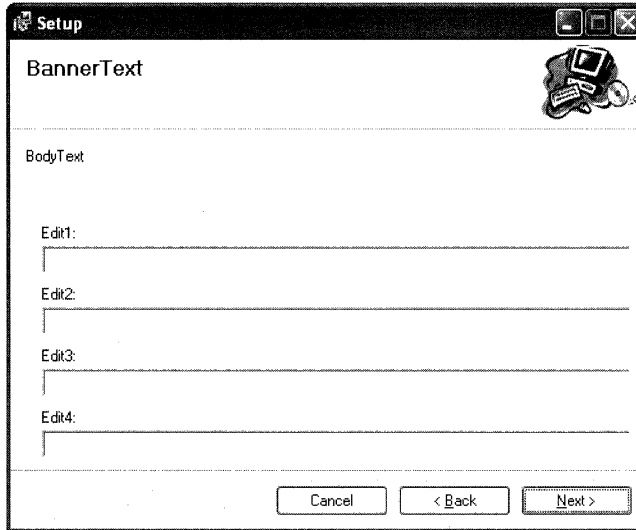 Setup
BannerText
BodyText
Edit1:
Edit2:
Edit3:
Edit4:
Cancel
< Back
Next >